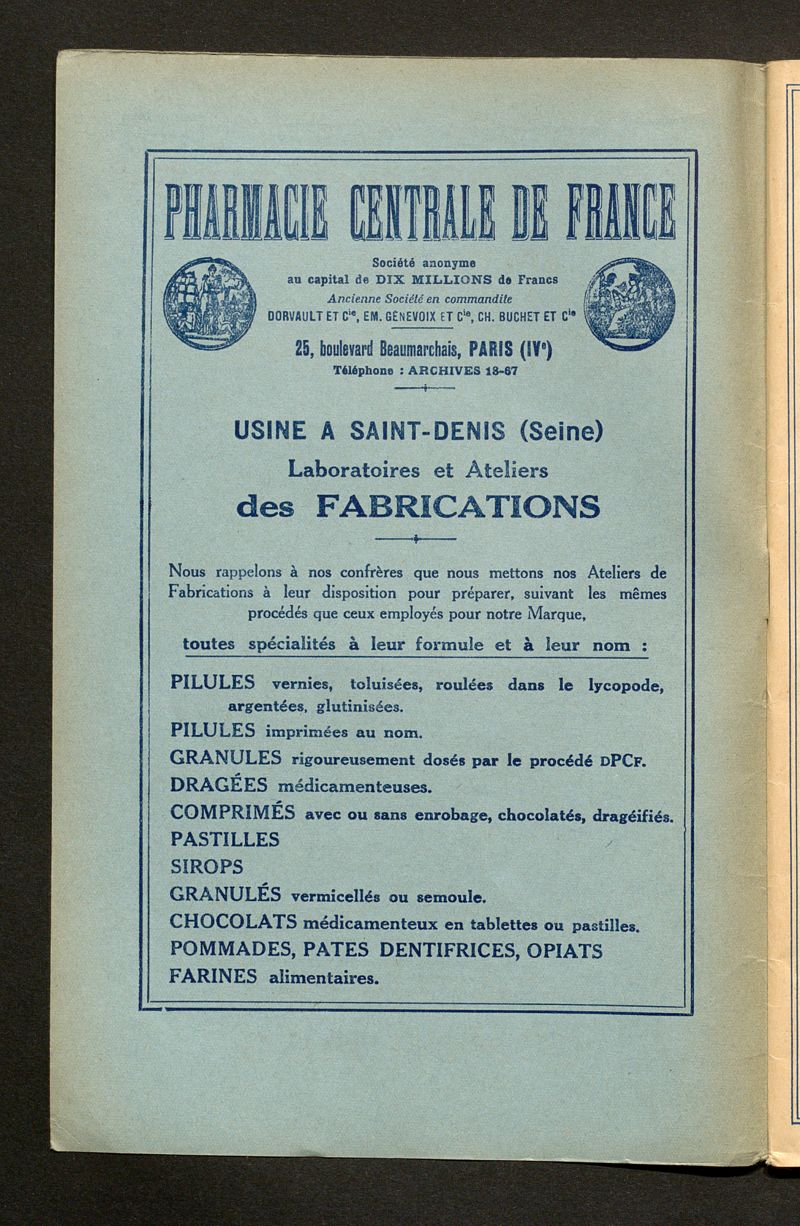 PHARMACIE CENTRALE DE FRANCE
Société anonyme
au capital de DIX MILLIONS de Francs
Ancienne Société en commandite
DORVAULT ET Cie, EM. GENEVOIX ET Cie, CH. BUCHET ET Cie
25, boulevard Beaumarchais, PARIS (IVe)
Téléphone : ARCHIVES 18-67
USINE A SAINT-DENIS (Seine)
Laboratoires et Ateliers
des FABRICATIONS
Nous rappelons à nos confrères que nous mettons nos Ateliers de
Fabrications à leur disposition pour préparer, suivant les mêmes
procédés que ceux employés pour notre Marque,
toutes spécialités à leur formule et à leur nom :
PILULES vernies, toluisées, roulées dans le lycopode,
argentées, glutinisées.
PILULES imprimées au nom.
GRANULES rigoureusement dosés par le procédé DPCF.
DRAGÉES médicamenteuses.
COMPRIMÉS avec ou sans enrobage, chocolatés, dragéifiés.
PASTILLES
SIROPS
GRANULÉS vermicellés ou semoule.
CHOCOLATS médicamenteux en tablettes ou pastilles.
POMMADES, PATES DENTIFRICES, OPIATS
FARINES alimentaires.